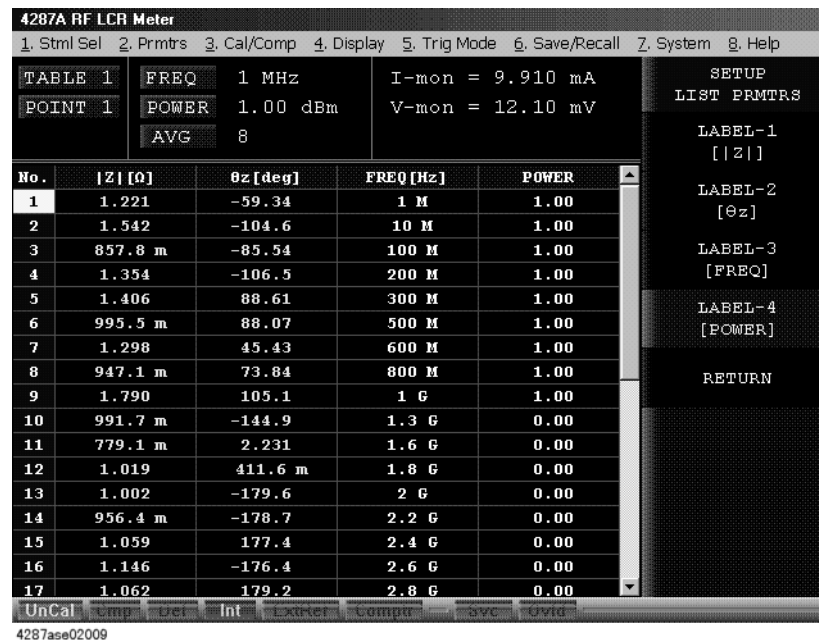 4287A RF LCR Meter
1. Stml Sel 2. Prmtrs 3. Cal/Comp 4. Display 5. Trig Mode 6. Save/Recall 7. System 8. Help
TABLE 1 FREQ 1 MHz I-mon = 9.910 mA
POINT 1 POWER 1.00 dBm V-mon = 12.10 mV
AVG 8
No. |Z|[Ω] θz[deg] FREQ[Hz] POWER
1 1.221 -59.34 1 M 1.00
2 1.542 -104.6 10 M 1.00
3 857.8 m -85.54 100 M 1.00
4 1.354 -106.5 200 M 1.00
5 1.406 88.61 300 M 1.00
6 995.5 m 88.07 500 M 1.00
7 1.298 45.43 600 M 1.00
8 947.1 m 73.84 800 M 1.00
9 1.790 105.1 1 G 1.00
10 991.7 m -144.9 1.3 G 0.00
11 779.1 m 2.231 1.6 G 0.00
12 1.019 411.6 m 1.8 G 0.00
13 1.002 -179.6 2 G 0.00
14 956.4 m -178.7 2.2 G 0.00
15 1.059 177.4 2.4 G 0.00
16 1.146 -176.4 2.6 G 0.00
17 1.062 179.2 2.8 G 0.00
SETUP
LIST PRMTRS
LABEL-1
[|Z|]
LABEL-2
[θz]
LABEL-3
[FREQ]
LABEL-4
[POWER]
RETURN
UnCal Cmp Del Int ExtRef Comptr Svc Ovld
4287ase02009